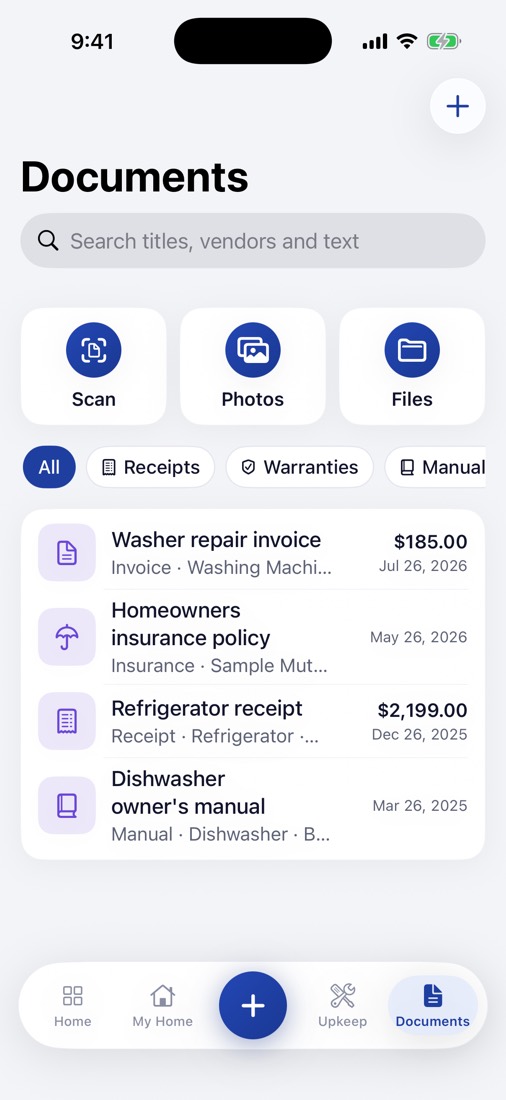 9:41
Documents
Search titles, vendors and text
Scan
Photos
Files
All
Receipts
Warranties
Manual
Washer repair invoice
$185.00
Invoice · Washing Machi...
Jul 26, 2026
Homeowners
insurance policy
May 26, 2026
Insurance · Sample Mut...
Refrigerator receipt
$2,199.00
Receipt · Refrigerator ·...
Dec 26, 2025
Dishwasher
owner's manual
Mar 26, 2025
Manual · Dishwasher · B...
Home
My Home
Upkeep
Documents